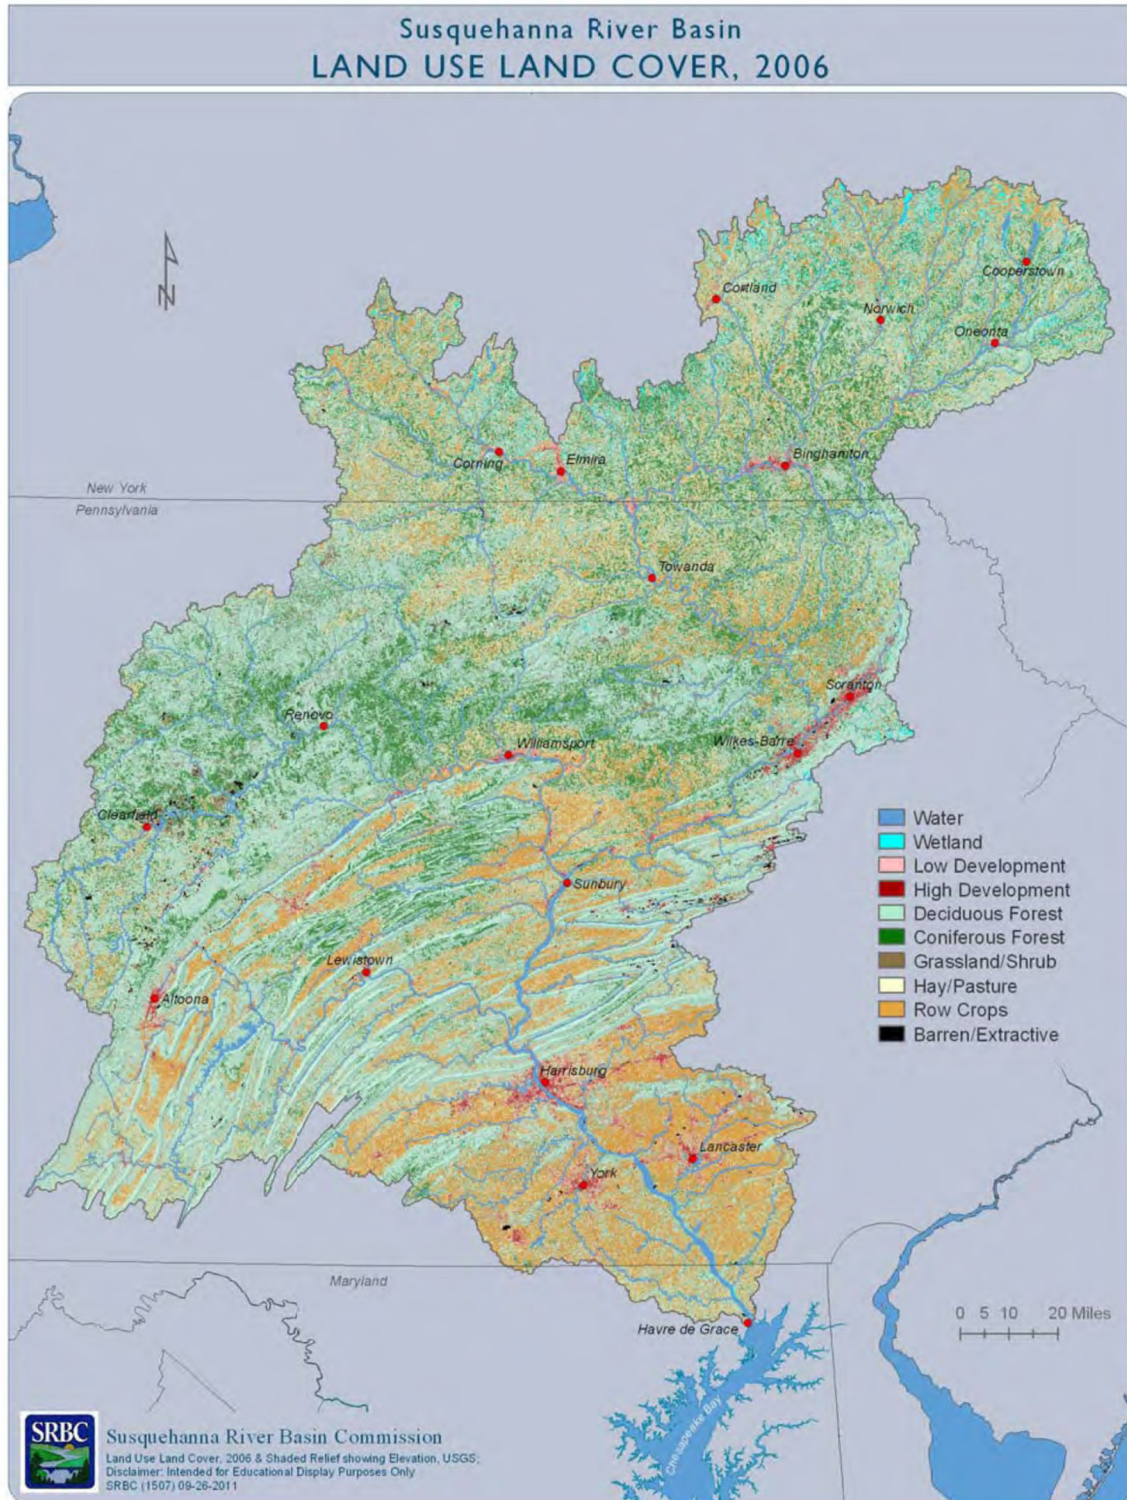 Susquehanna River Basin
LAND USE LAND COVER, 2006
N
Cooperstown
Cortland
Norwich
Oneonta
Corning
Elmira
Binghamton
New York
Pennsylvania
Towanda
Scranton
Renovo
Williamsport
Wilkes-Barre
Clearfield
Sunbury
Lewistown
Altoona
Harrisburg
Lancaster
York
Water
Wetland
Low Development
High Development
Deciduous Forest
Coniferous Forest
Grassland/Shrub
Hay/Pasture
Row Crops
Barren/Extractive
Maryland
Havre de Grace
0 5 10 20 Miles
Chesapeake Bay
SRBC
Susquehanna River Basin Commission
Land Use Land Cover, 2006 & Shaded Relief showing Elevation, USGS;
Disclaimer: Intended for Educational Display Purposes Only
SRBC (1507) 09-26-2011